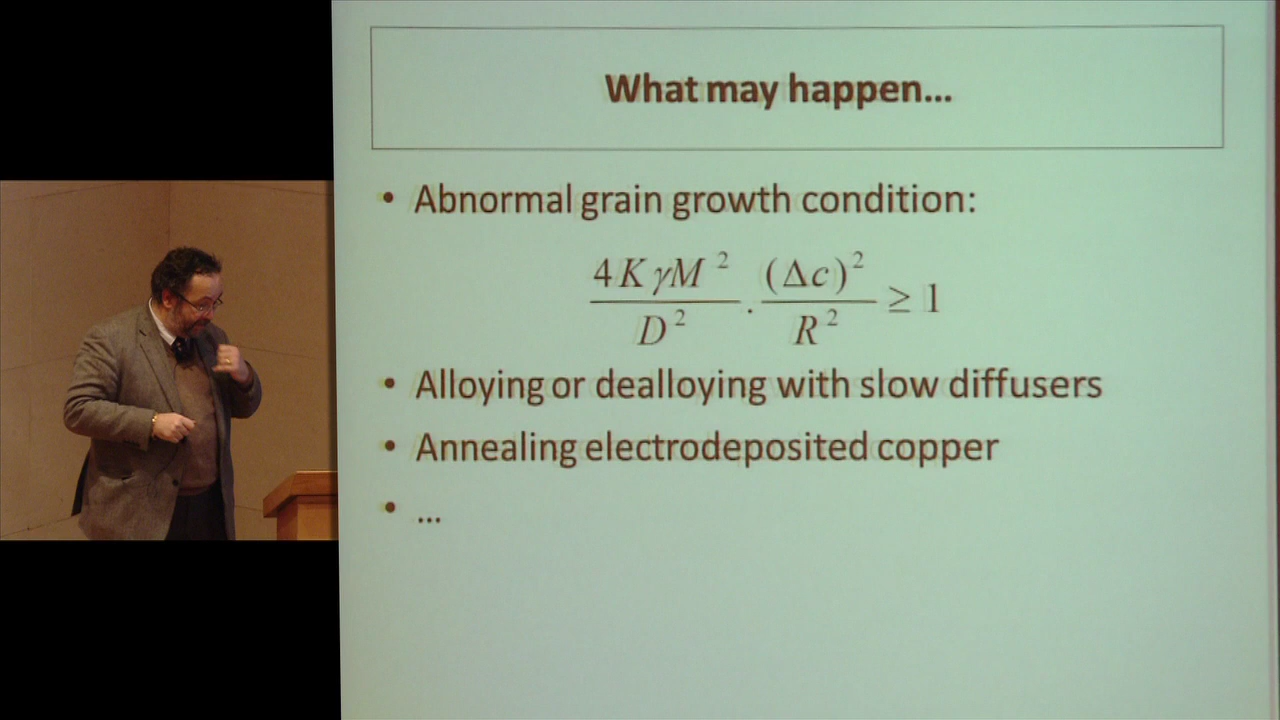 What may happen...
• Abnormal grain growth condition:
4KγM² / D² . (Δc)² / R² ≥ 1
• Alloying or dealloying with slow diffusers
• Annealing electrodeposited copper
• ...